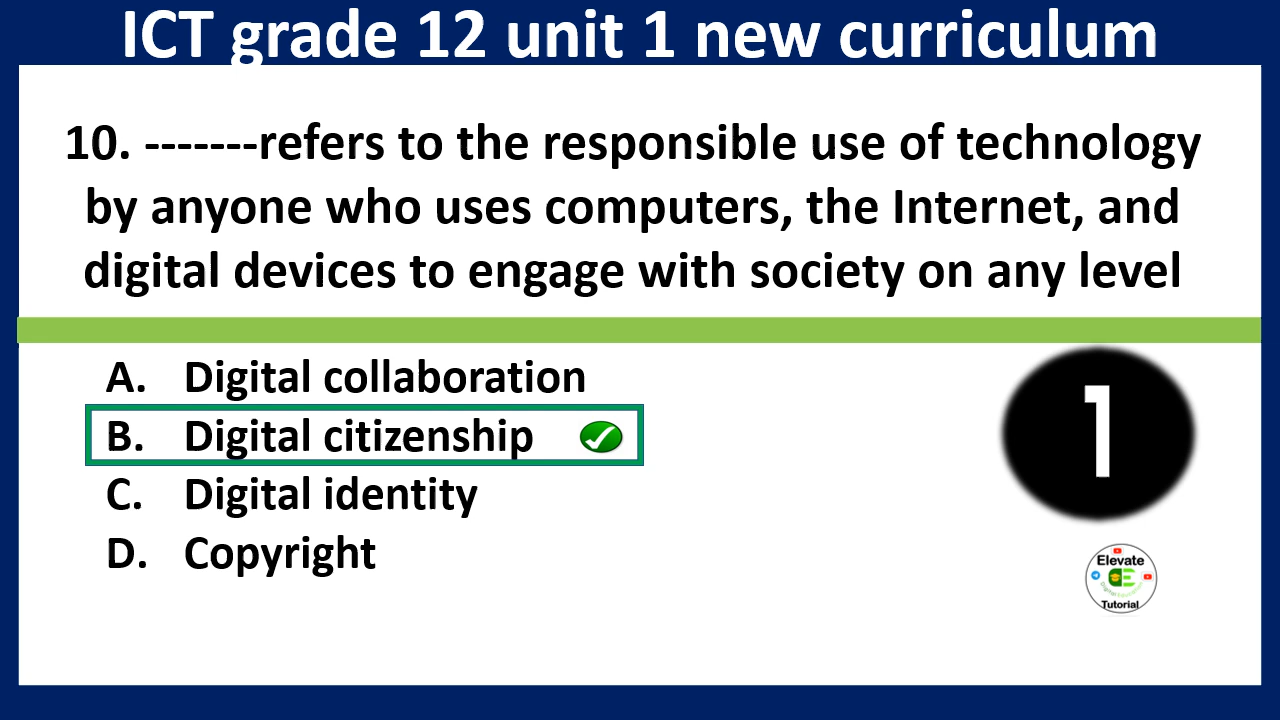 ICT grade 12 unit 1 new curriculum
10. -------refers to the responsible use of technology
by anyone who uses computers, the Internet, and
digital devices to engage with society on any level
A. Digital collaboration
B. Digital citizenship
C. Digital identity
D. Copyright
1
Elevate
Tutorial